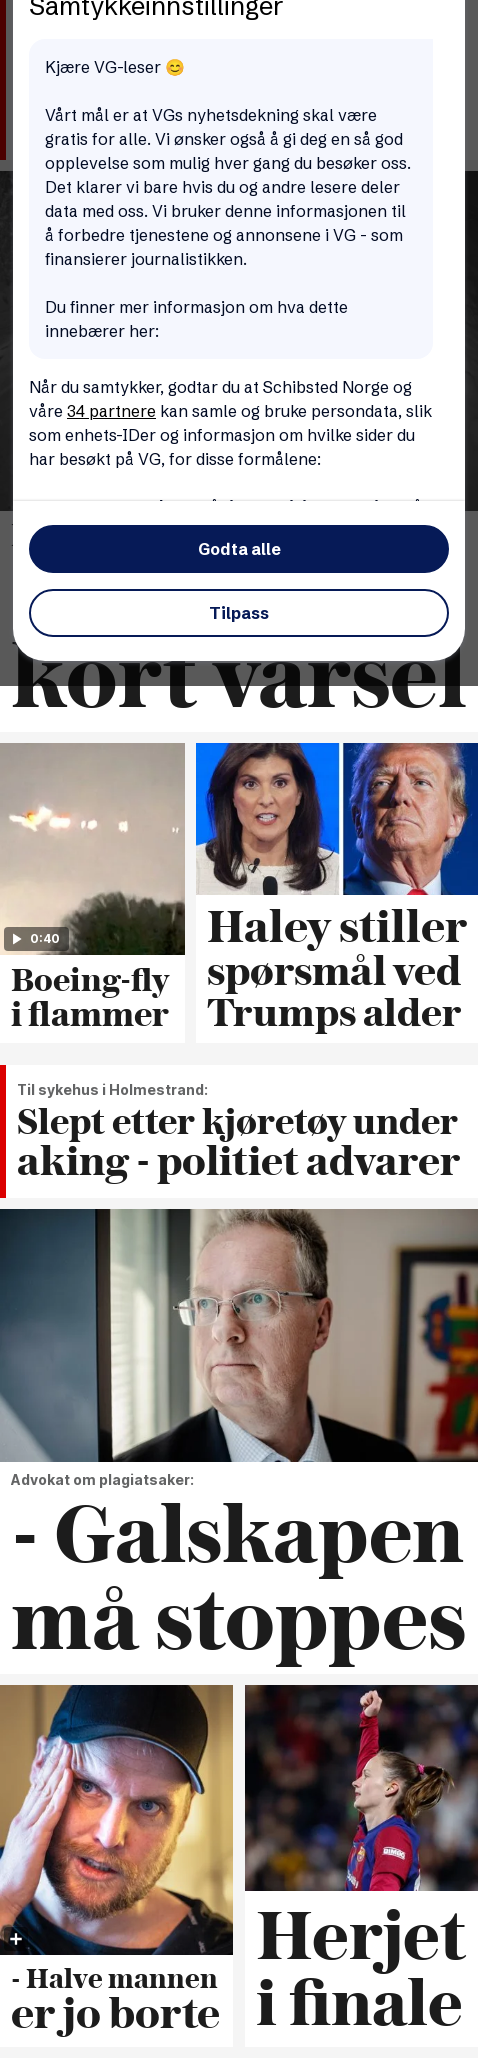 Samtykkeinnstillinger
Kjære VG-leser 😊
Vårt mål er at VGs nyhetsdekning skal være
gratis for alle. Vi ønsker også å gi deg en så god
opplevelse som mulig hver gang du besøker oss.
Det klarer vi bare hvis du og andre lesere deler
data med oss. Vi bruker denne informasjonen til
å forbedre tjenestene og annonsene i VG - som
finansierer journalistikken.
Du finner mer informasjon om hva dette
innebærer her:
Når du samtykker, godtar du at Schibsted Norge og
våre 34 partnere kan samle og bruke persondata, slik
som enhets-IDer og informasjon om hvilke sider du
har besøkt på VG, for disse formålene:
Godta alle
Tilpass
kort varsel
0:40
Boeing-fly
i flammer
Haley stiller
spørsmål ved
Trumps alder
Til sykehus i Holmestrand:
Slept etter kjøretøy under
aking - politiet advarer
Advokat om plagiatsaker:
- Galskapen
må stoppes
- Halve mannen
er jo borte
Herjet
i finale